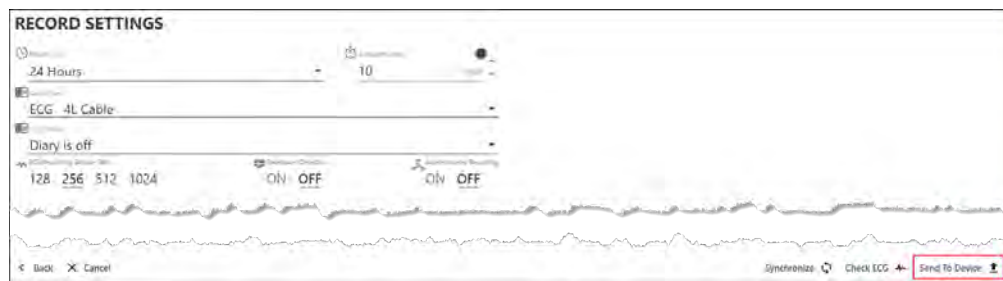 RECORD SETTINGS
24 Hours
10
ECG 4L Cable
Diary is off
128 256 512 1024 ON OFF ON OFF
Back Cancel Synchronize Check ECG Send To Device